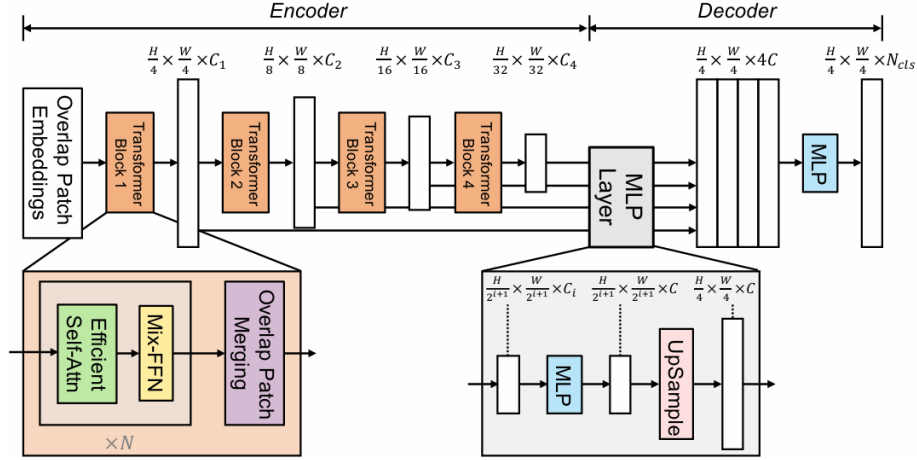 Encoder
Decoder
H/4 × W/4 × C₁
H/8 × W/8 × C₂
H/16 × W/16 × C₃
H/32 × W/32 × C₄
H/4 × W/4 × 4C
H/4 × W/4 × N_cls
Overlap Patch
Embeddings
Transformer
Block 1
Transformer
Block 2
Transformer
Block 3
Transformer
Block 4
MLP
Layer
MLP
Efficient
Self-Attn
Mix-FFN
× N
Overlap Patch
Merging
H/2^{i+1} × W/2^{i+1} × C_i
H/2^{i+1} × W/2^{i+1} × C
H/4 × W/4 × C
MLP
UpSample